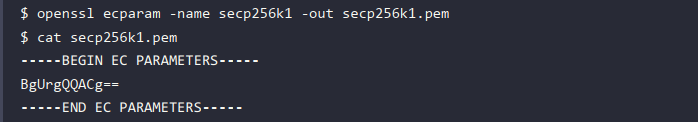 $ openssl ecparam -name secp256k1 -out secp256k1.pem
$ cat secp256k1.pem
-----BEGIN EC PARAMETERS-----
BgUrgQQACg==
-----END EC PARAMETERS-----